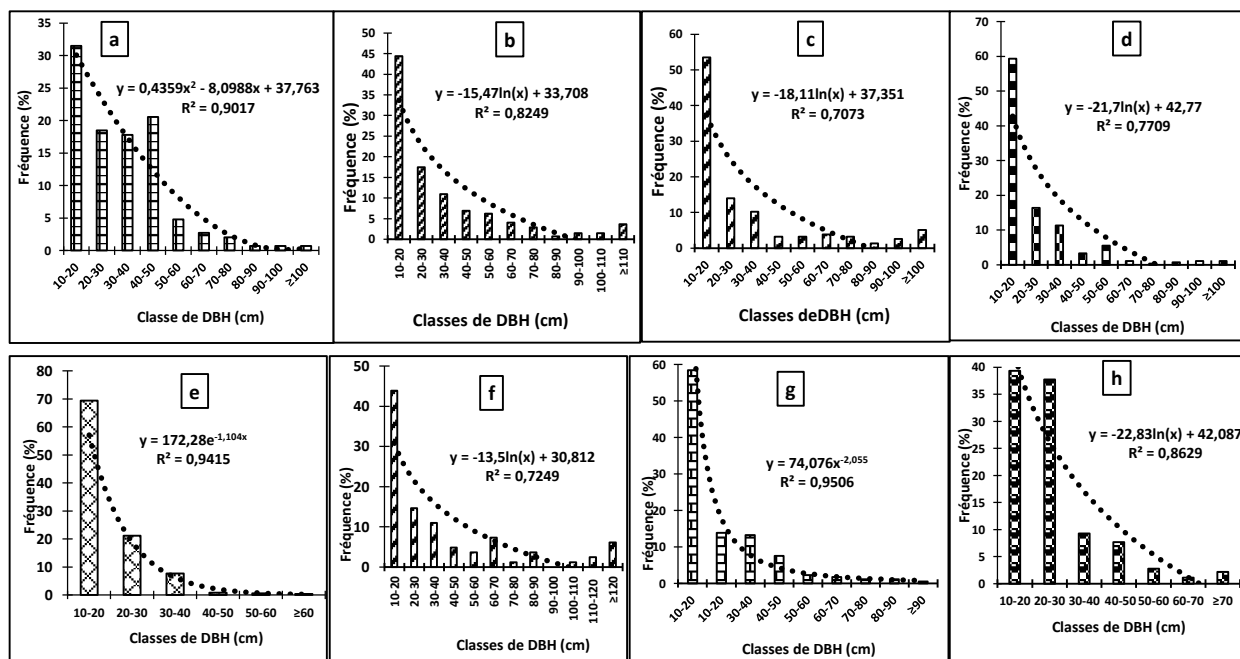 a
Fréquence (%)
35
30
25
20
15
10
5
0
y = 0,4359x² - 8,0988x + 37,763
R² = 0,9017
10-20 20-30 30-40 40-50 50-60 60-70 70-80 80-90 90-100 ≥100
Classe de DBH (cm)
b
Fréquence (%)
50
45
40
35
30
25
20
15
10
5
0
y = -15,47ln(x) + 33,708
R² = 0,8249
10-20 20-30 30-40 40-50 50-60 60-70 70-80 80-90 90-100 100-110 ≥110
Classes de DBH (cm)
c
Fréquence (%)
60
50
40
30
20
10
0
y = -18,11ln(x) + 37,351
R² = 0,7073
10-20 20-30 30-40 40-50 50-60 60-70 70-80 80-90 90-100 ≥100
Classes deDBH (cm)
d
Fréquence (%)
70
60
50
40
30
20
10
0
y = -21,7ln(x) + 42,77
R² = 0,7709
10-20 20-30 30-40 40-50 50-60 60-70 70-80 80-90 90-100 ≥100
Classes de DBH (cm)
e
Fréquence (%)
80
70
60
50
40
30
20
10
0
y = 172,28e^-1,104x
R² = 0,9415
10-20 20-30 30-40 40-50 50-60 ≥60
Classes de DBH (cm)
f
Fréquence (%)
50
40
30
20
10
0
y = -13,5ln(x) + 30,812
R² = 0,7249
10-20 20-30 30-40 40-50 50-60 60-70 70-80 80-90 90-100 100-110 110-120 ≥120
Classes de DBH (cm)
g
Fréquence (%)
60
50
40
30
20
10
0
y = 74,076x^-2,055
R² = 0,9506
10-20 10-20 30-40 40-50 50-60 60-70 70-80 80-90 ≥90
Classes de DBH (cm)
h
Fréquence (%)
40
35
30
25
20
15
10
5
0
y = -22,83ln(x) + 42,087
R² = 0,8629
10-20 20-30 30-40 40-50 50-60 60-70 ≥70
Classes de DBH (cm)